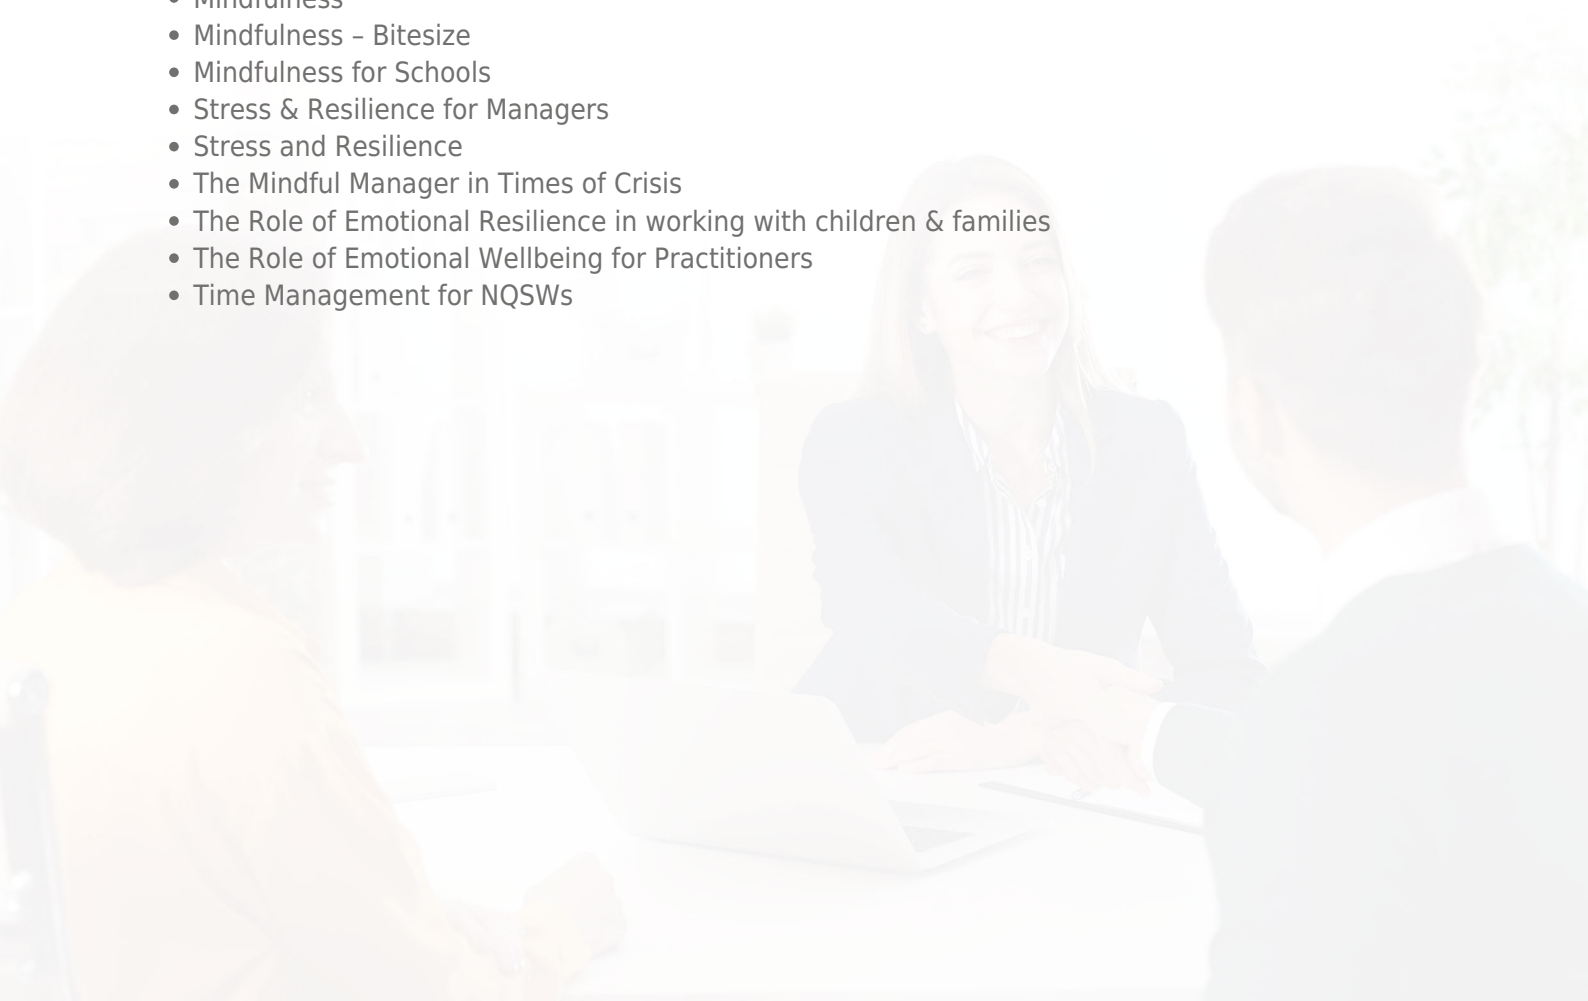 • Mindfulness
• Mindfulness – Bitesize
• Mindfulness for Schools
• Stress & Resilience for Managers
• Stress and Resilience
• The Mindful Manager in Times of Crisis
• The Role of Emotional Resilience in working with children & families
• The Role of Emotional Wellbeing for Practitioners
• Time Management for NQSWs